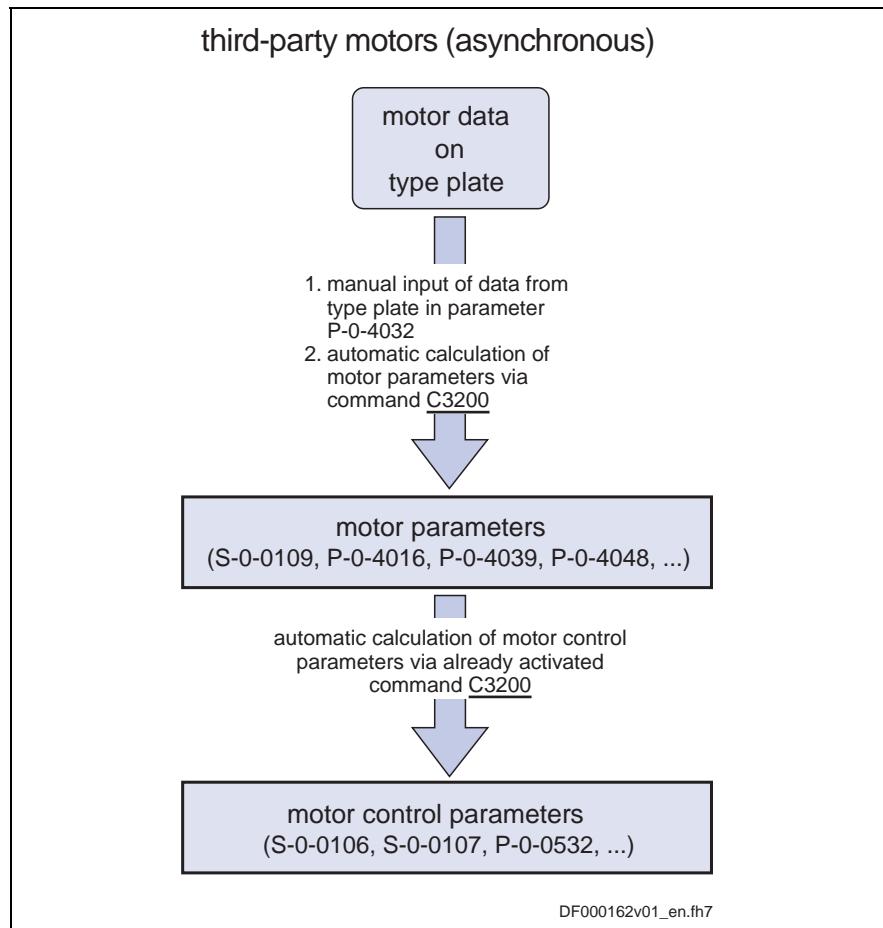 third-party motors (asynchronous)
motor data
on
type plate
1. manual input of data from
type plate in parameter
P-0-4032
2. automatic calculation of
motor parameters via
command C3200
motor parameters
(S-0-0109, P-0-4016, P-0-4039, P-0-4048, ...)
automatic calculation of motor control
parameters via already activated
command C3200
motor control parameters
(S-0-0106, S-0-0107, P-0-0532, ...)
DF000162v01_en.fh7